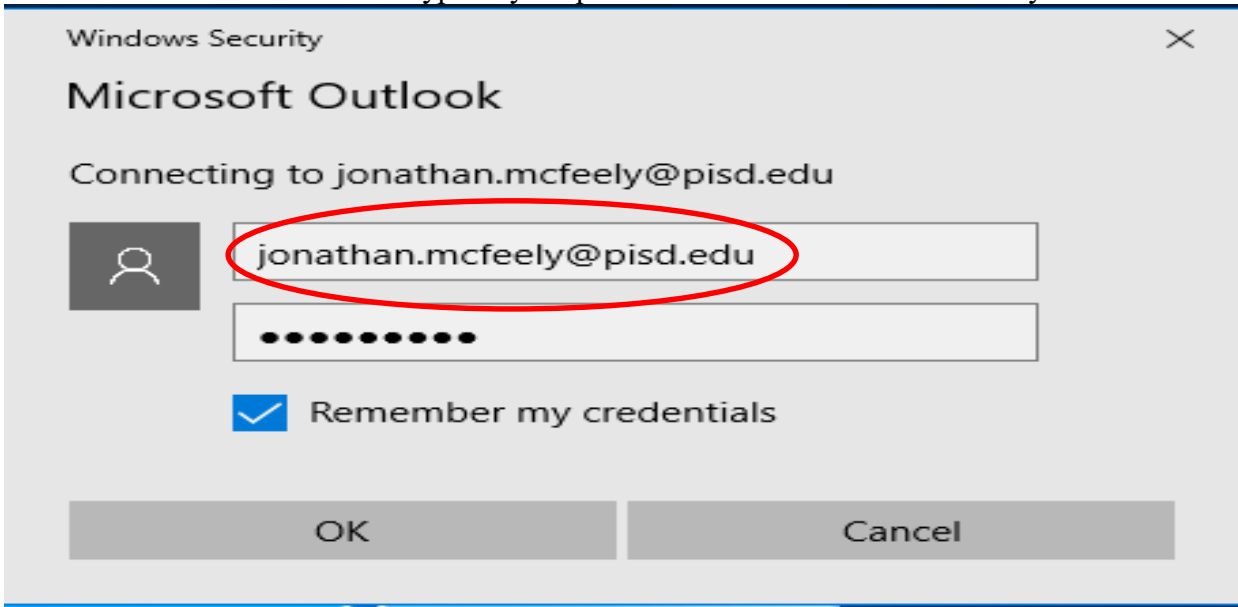 Windows Security
Microsoft Outlook
Connecting to jonathan.mcfeely@pisd.edu
jonathan.mcfeely@pisd.edu
●●●●●●●●●
Remember my credentials
OK Cancel